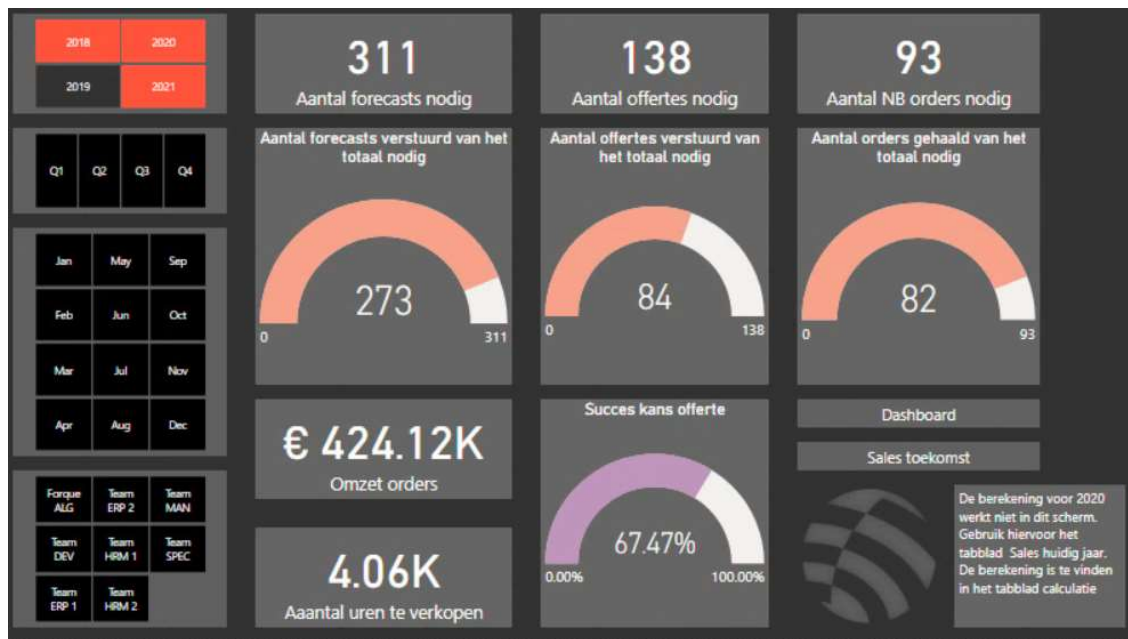 2018
2020
2019
2021
Q1
Q2
Q3
Q4
Jan
May
Sep
Feb
Jun
Oct
Mar
Jul
Nov
Apr
Aug
Dec
Forque
ALG
Team
ERP 2
Team
MAN
Team
DEV
Team
HRM 1
Team
SPEC
Team
ERP 1
Team
HRM 2
311
Aantal forecasts nodig
138
Aantal offertes nodig
93
Aantal NB orders nodig
Aantal forecasts verstuurd van het
totaal nodig
273
0
311
Aantal offertes verstuurd van
het totaal nodig
84
0
138
Aantal orders gehaald van het
totaal nodig
82
0
93
€ 424.12K
Omzet orders
4.06K
Aaantal uren te verkopen
Succes kans offerte
67.47%
0.00%
100.00%
Dashboard
Sales toekomst
De berekening voor 2020
werkt niet in dit scherm.
Gebruik hiervoor het
tabblad Sales huidig jaar.
De berekening is te vinden
in het tabblad calculatie